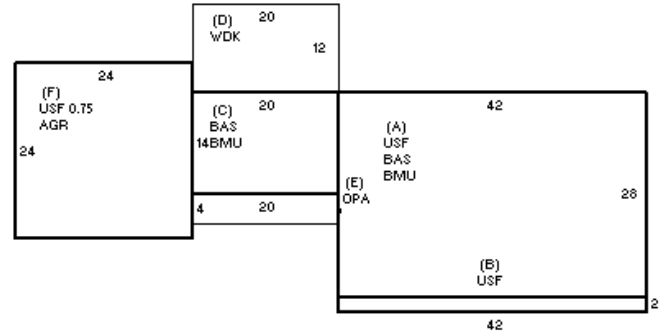 (D)
WDK
20
12
24
(F)
USF 0.75
AGR
24
(C)
BAS
14BMU
20
42
(A)
USF
BAS
BMU
(E)
OPA
28
4
20
(B)
USF
2
42